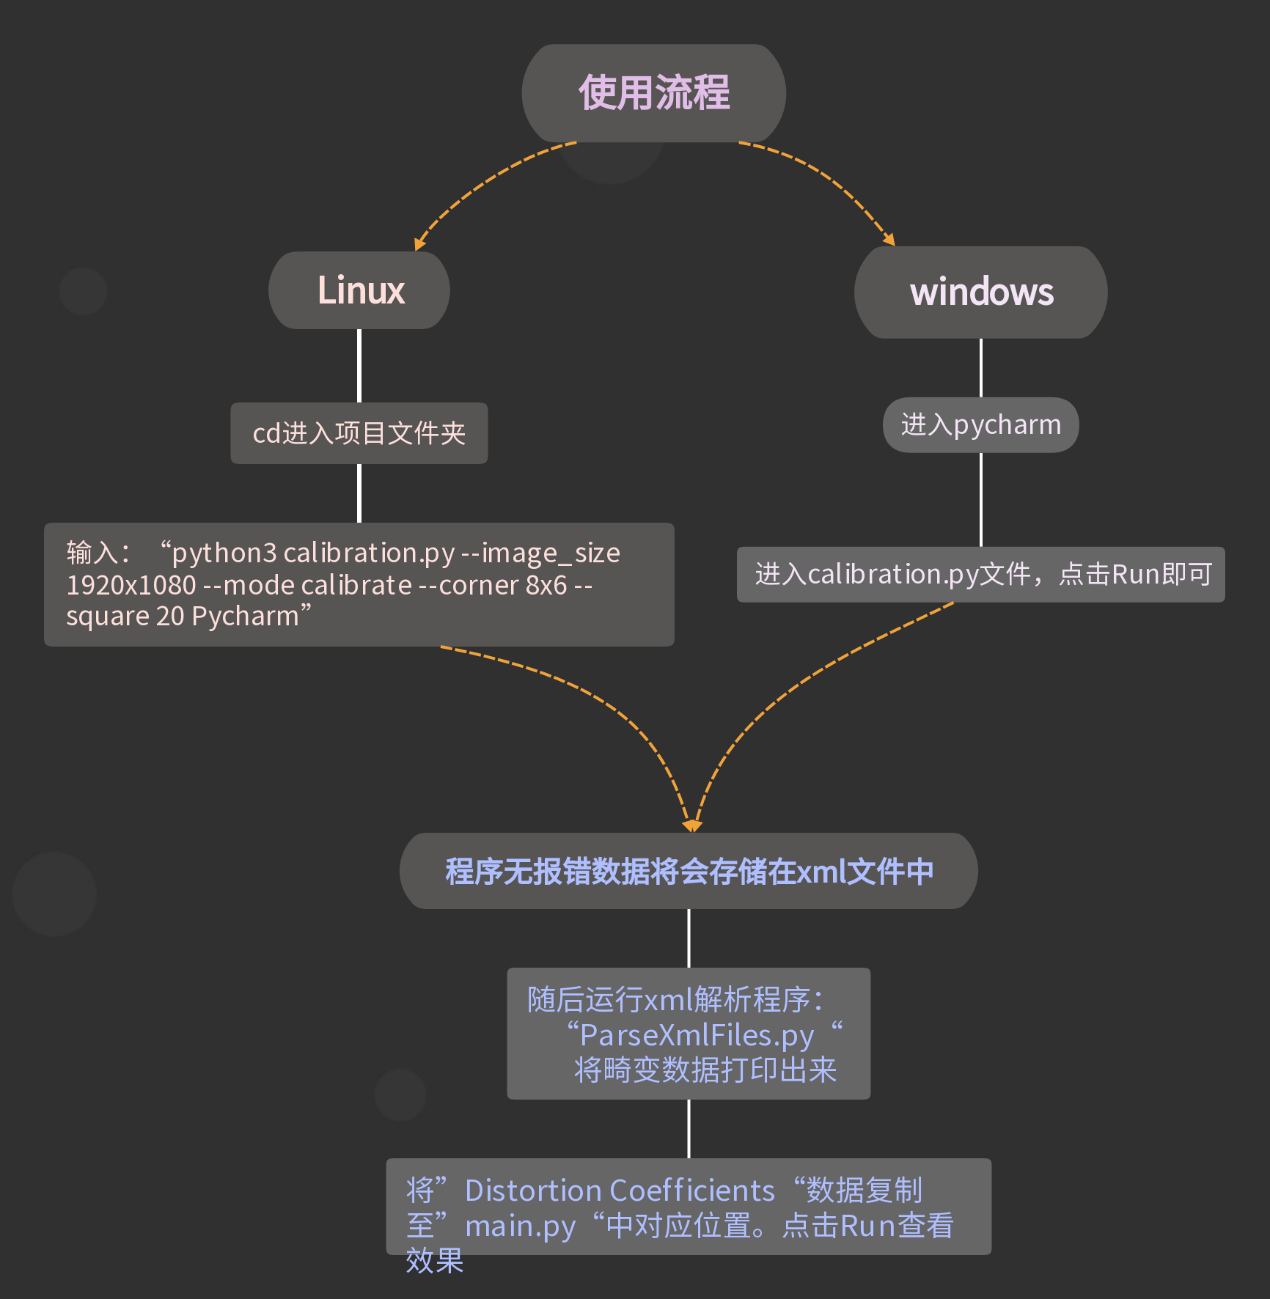 使用流程
Linux
windows
cd进入项目文件夹
进入pycharm
输入：“python3 calibration.py --image_size
1920x1080 --mode calibrate --corner 8x6 --
square 20 Pycharm”
进入calibration.py文件，点击Run即可
程序无报错数据将会存储在xml文件中
随后运行xml解析程序：
“ParseXmlFiles.py“
将畸变数据打印出来
将”Distortion Coefficients“数据复制
至”main.py“中对应位置。点击Run查看
效果